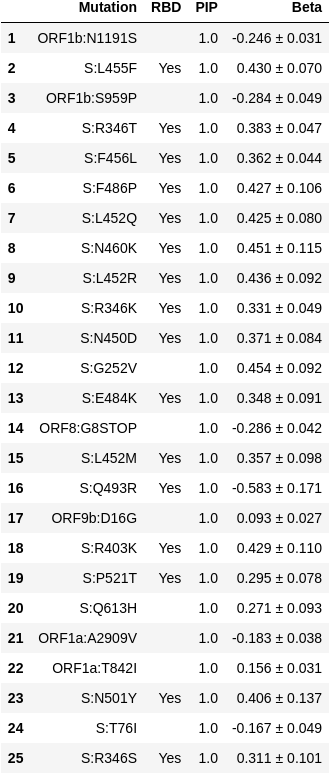 Mutation RBD PIP Beta
1 ORF1b:N1191S 1.0 -0.246 ± 0.031
2 S:L455F Yes 1.0 0.430 ± 0.070
3 ORF1b:S959P 1.0 -0.284 ± 0.049
4 S:R346T Yes 1.0 0.383 ± 0.047
5 S:F456L Yes 1.0 0.362 ± 0.044
6 S:F486P Yes 1.0 0.427 ± 0.106
7 S:L452Q Yes 1.0 0.425 ± 0.080
8 S:N460K Yes 1.0 0.451 ± 0.115
9 S:L452R Yes 1.0 0.436 ± 0.092
10 S:R346K Yes 1.0 0.331 ± 0.049
11 S:N450D Yes 1.0 0.371 ± 0.084
12 S:G252V 1.0 0.454 ± 0.092
13 S:E484K Yes 1.0 0.348 ± 0.091
14 ORF8:G8STOP 1.0 -0.286 ± 0.042
15 S:L452M Yes 1.0 0.357 ± 0.098
16 S:Q493R Yes 1.0 -0.583 ± 0.171
17 ORF9b:D16G 1.0 0.093 ± 0.027
18 S:R403K Yes 1.0 0.429 ± 0.110
19 S:P521T Yes 1.0 0.295 ± 0.078
20 S:Q613H 1.0 0.271 ± 0.093
21 ORF1a:A2909V 1.0 -0.183 ± 0.038
22 ORF1a:T842I 1.0 0.156 ± 0.031
23 S:N501Y Yes 1.0 0.406 ± 0.137
24 S:T76I 1.0 -0.167 ± 0.049
25 S:R346S Yes 1.0 0.311 ± 0.101